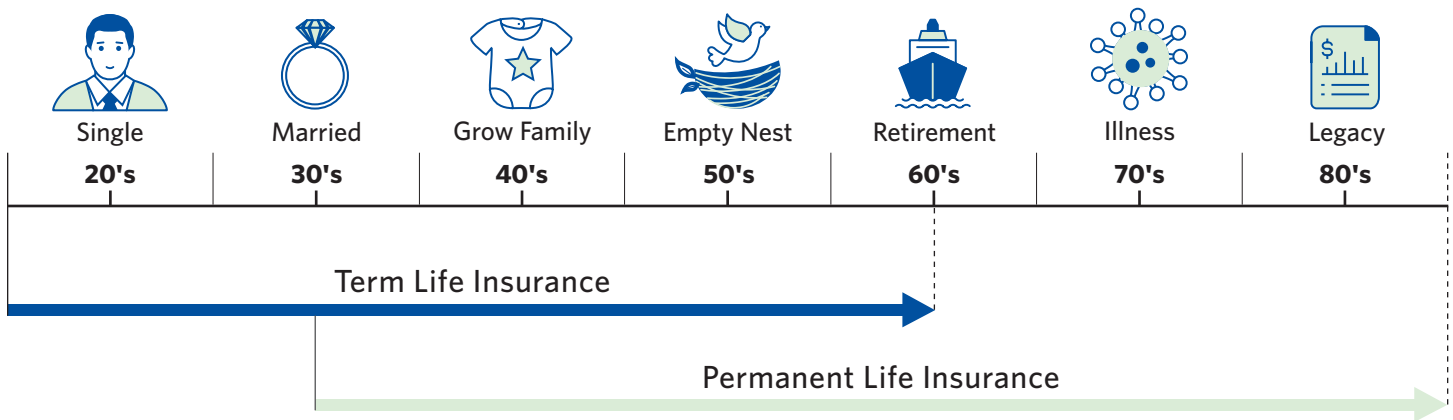 Single Married Grow Family Empty Nest Retirement Illness Legacy
20's 30's 40's 50's 60's 70's 80's
$
Term Life Insurance
Permanent Life Insurance